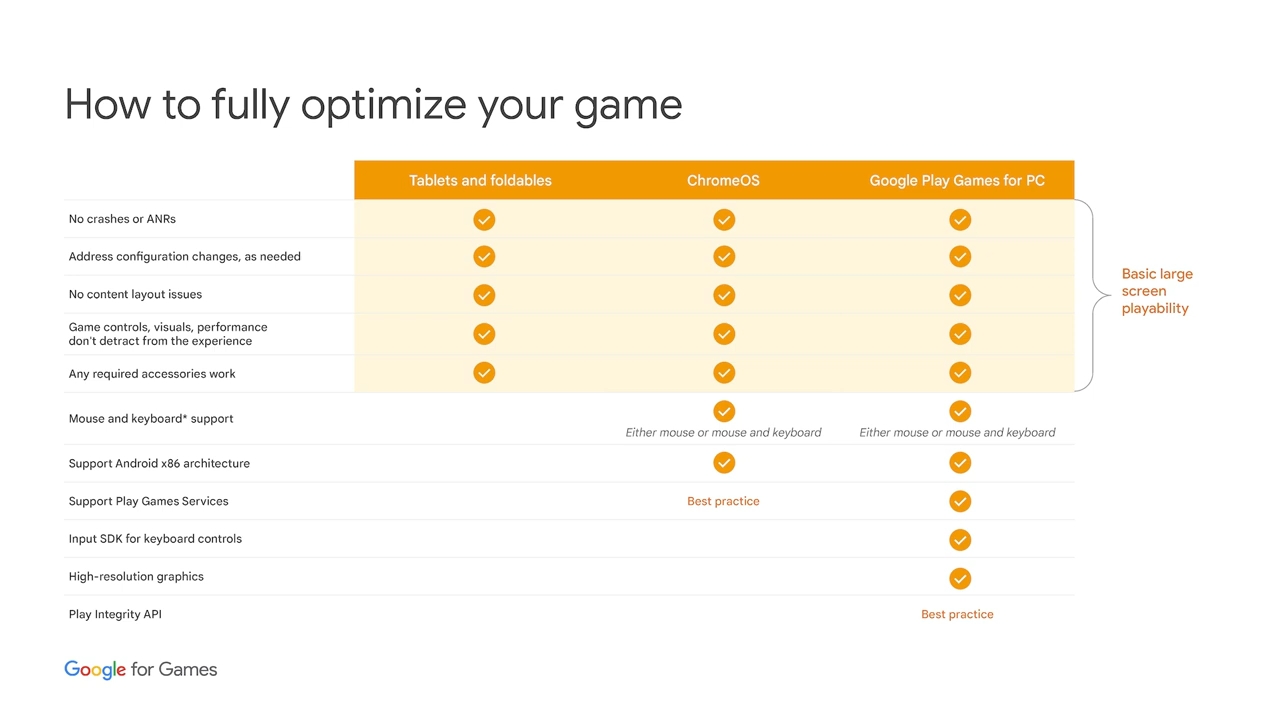 How to fully optimize your game
Tablets and foldables
ChromeOS
Google Play Games for PC
No crashes or ANRs
Address configuration changes, as needed
No content layout issues
Game controls, visuals, performance
don't detract from the experience
Any required accessories work
Basic large
screen
playability
Mouse and keyboard* support
Either mouse or mouse and keyboard
Either mouse or mouse and keyboard
Support Android x86 architecture
Support Play Games Services
Best practice
Input SDK for keyboard controls
High-resolution graphics
Play Integrity API
Best practice
Google for Games